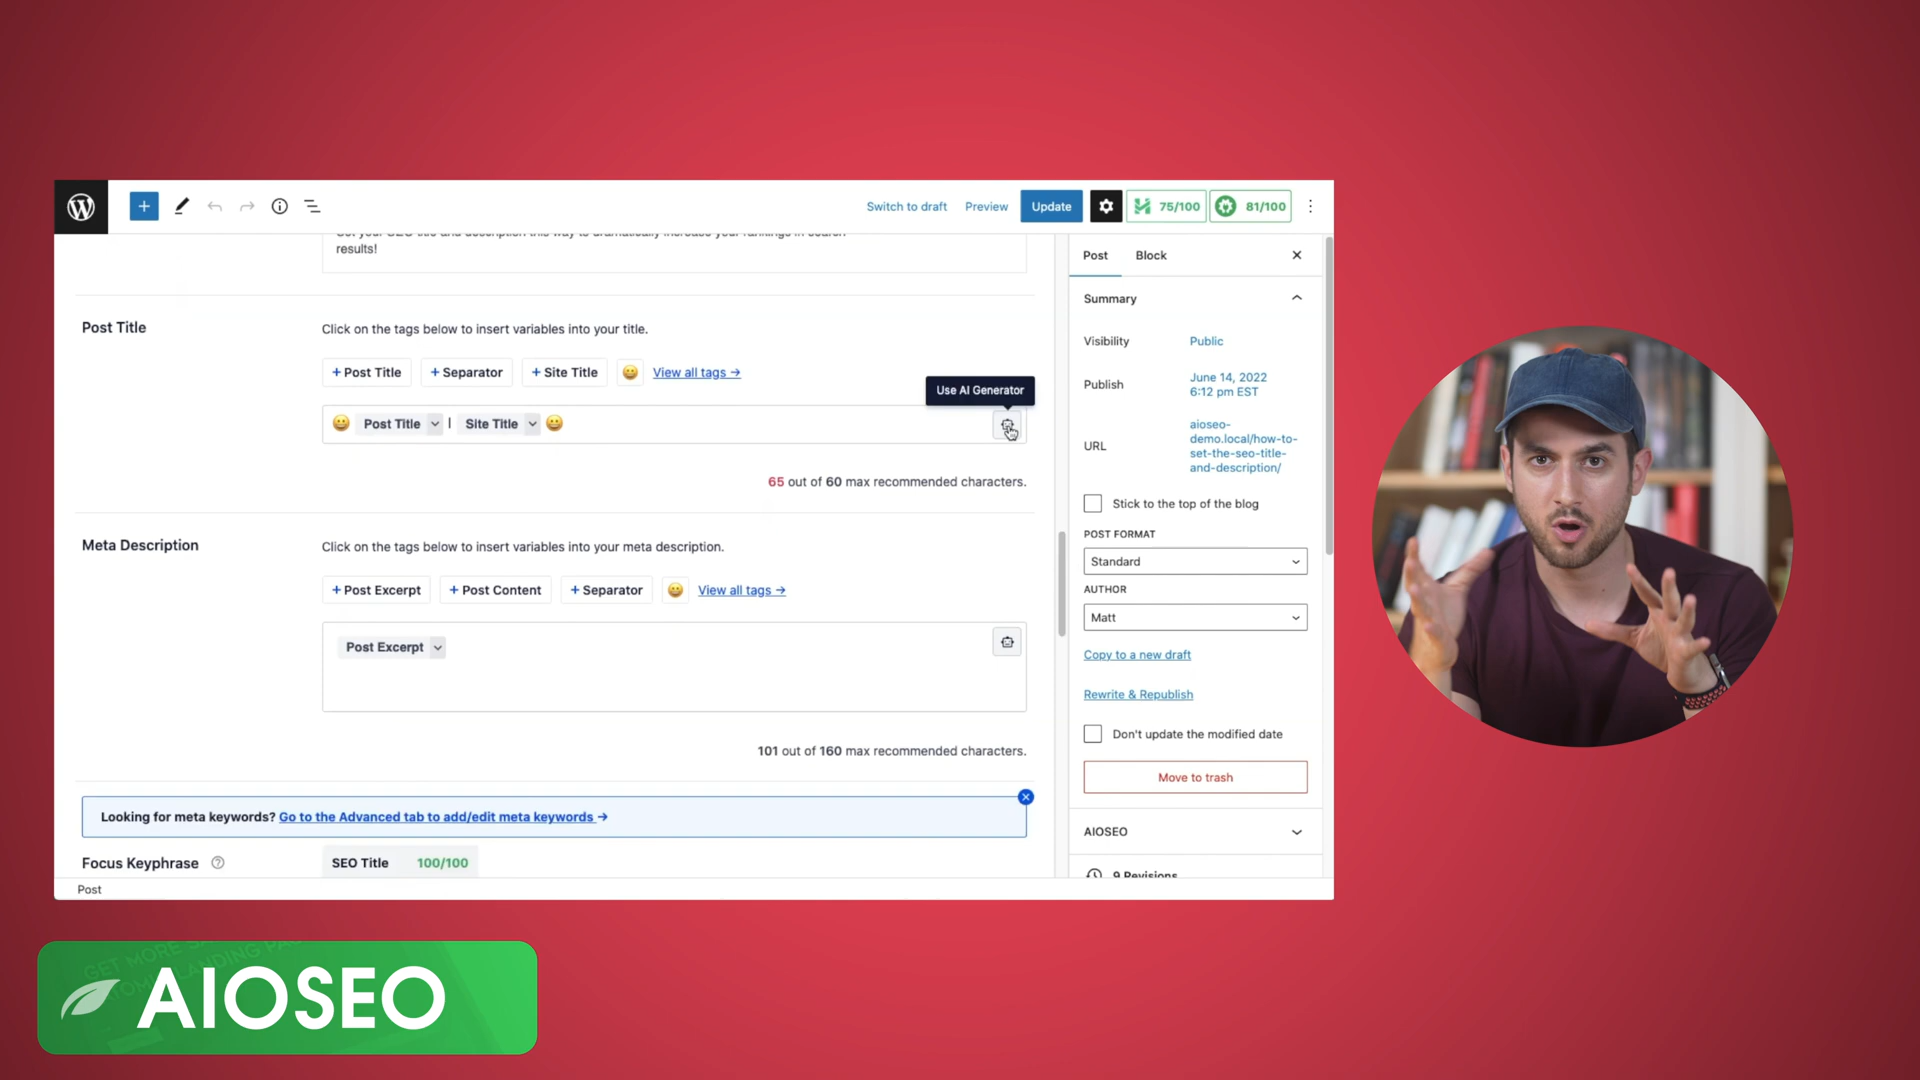 Switch to draft
Preview
Update
75/100
81/100
results!
Post Title
Click on the tags below to insert variables into your title.
+ Post Title
+ Separator
+ Site Title
View all tags →
Use AI Generator
Post Title | Site Title
65 out of 60 max recommended characters.
Meta Description
Click on the tags below to insert variables into your meta description.
+ Post Excerpt
+ Post Content
+ Separator
View all tags →
Post Excerpt
101 out of 160 max recommended characters.
Looking for meta keywords? Go to the Advanced tab to add/edit meta keywords →
Focus Keyphrase
SEO Title 100/100
Post
Post
Block
Summary
Visibility
Public
Publish
June 14, 2022
6:12 pm EST
URL
aioseo-
demo.local/how-to-
set-the-seo-title-
and-description/
Stick to the top of the blog
POST FORMAT
Standard
AUTHOR
Matt
Copy to a new draft
Rewrite & Republish
Don't update the modified date
Move to trash
AIOSEO
9 Revisions
AIOSEO